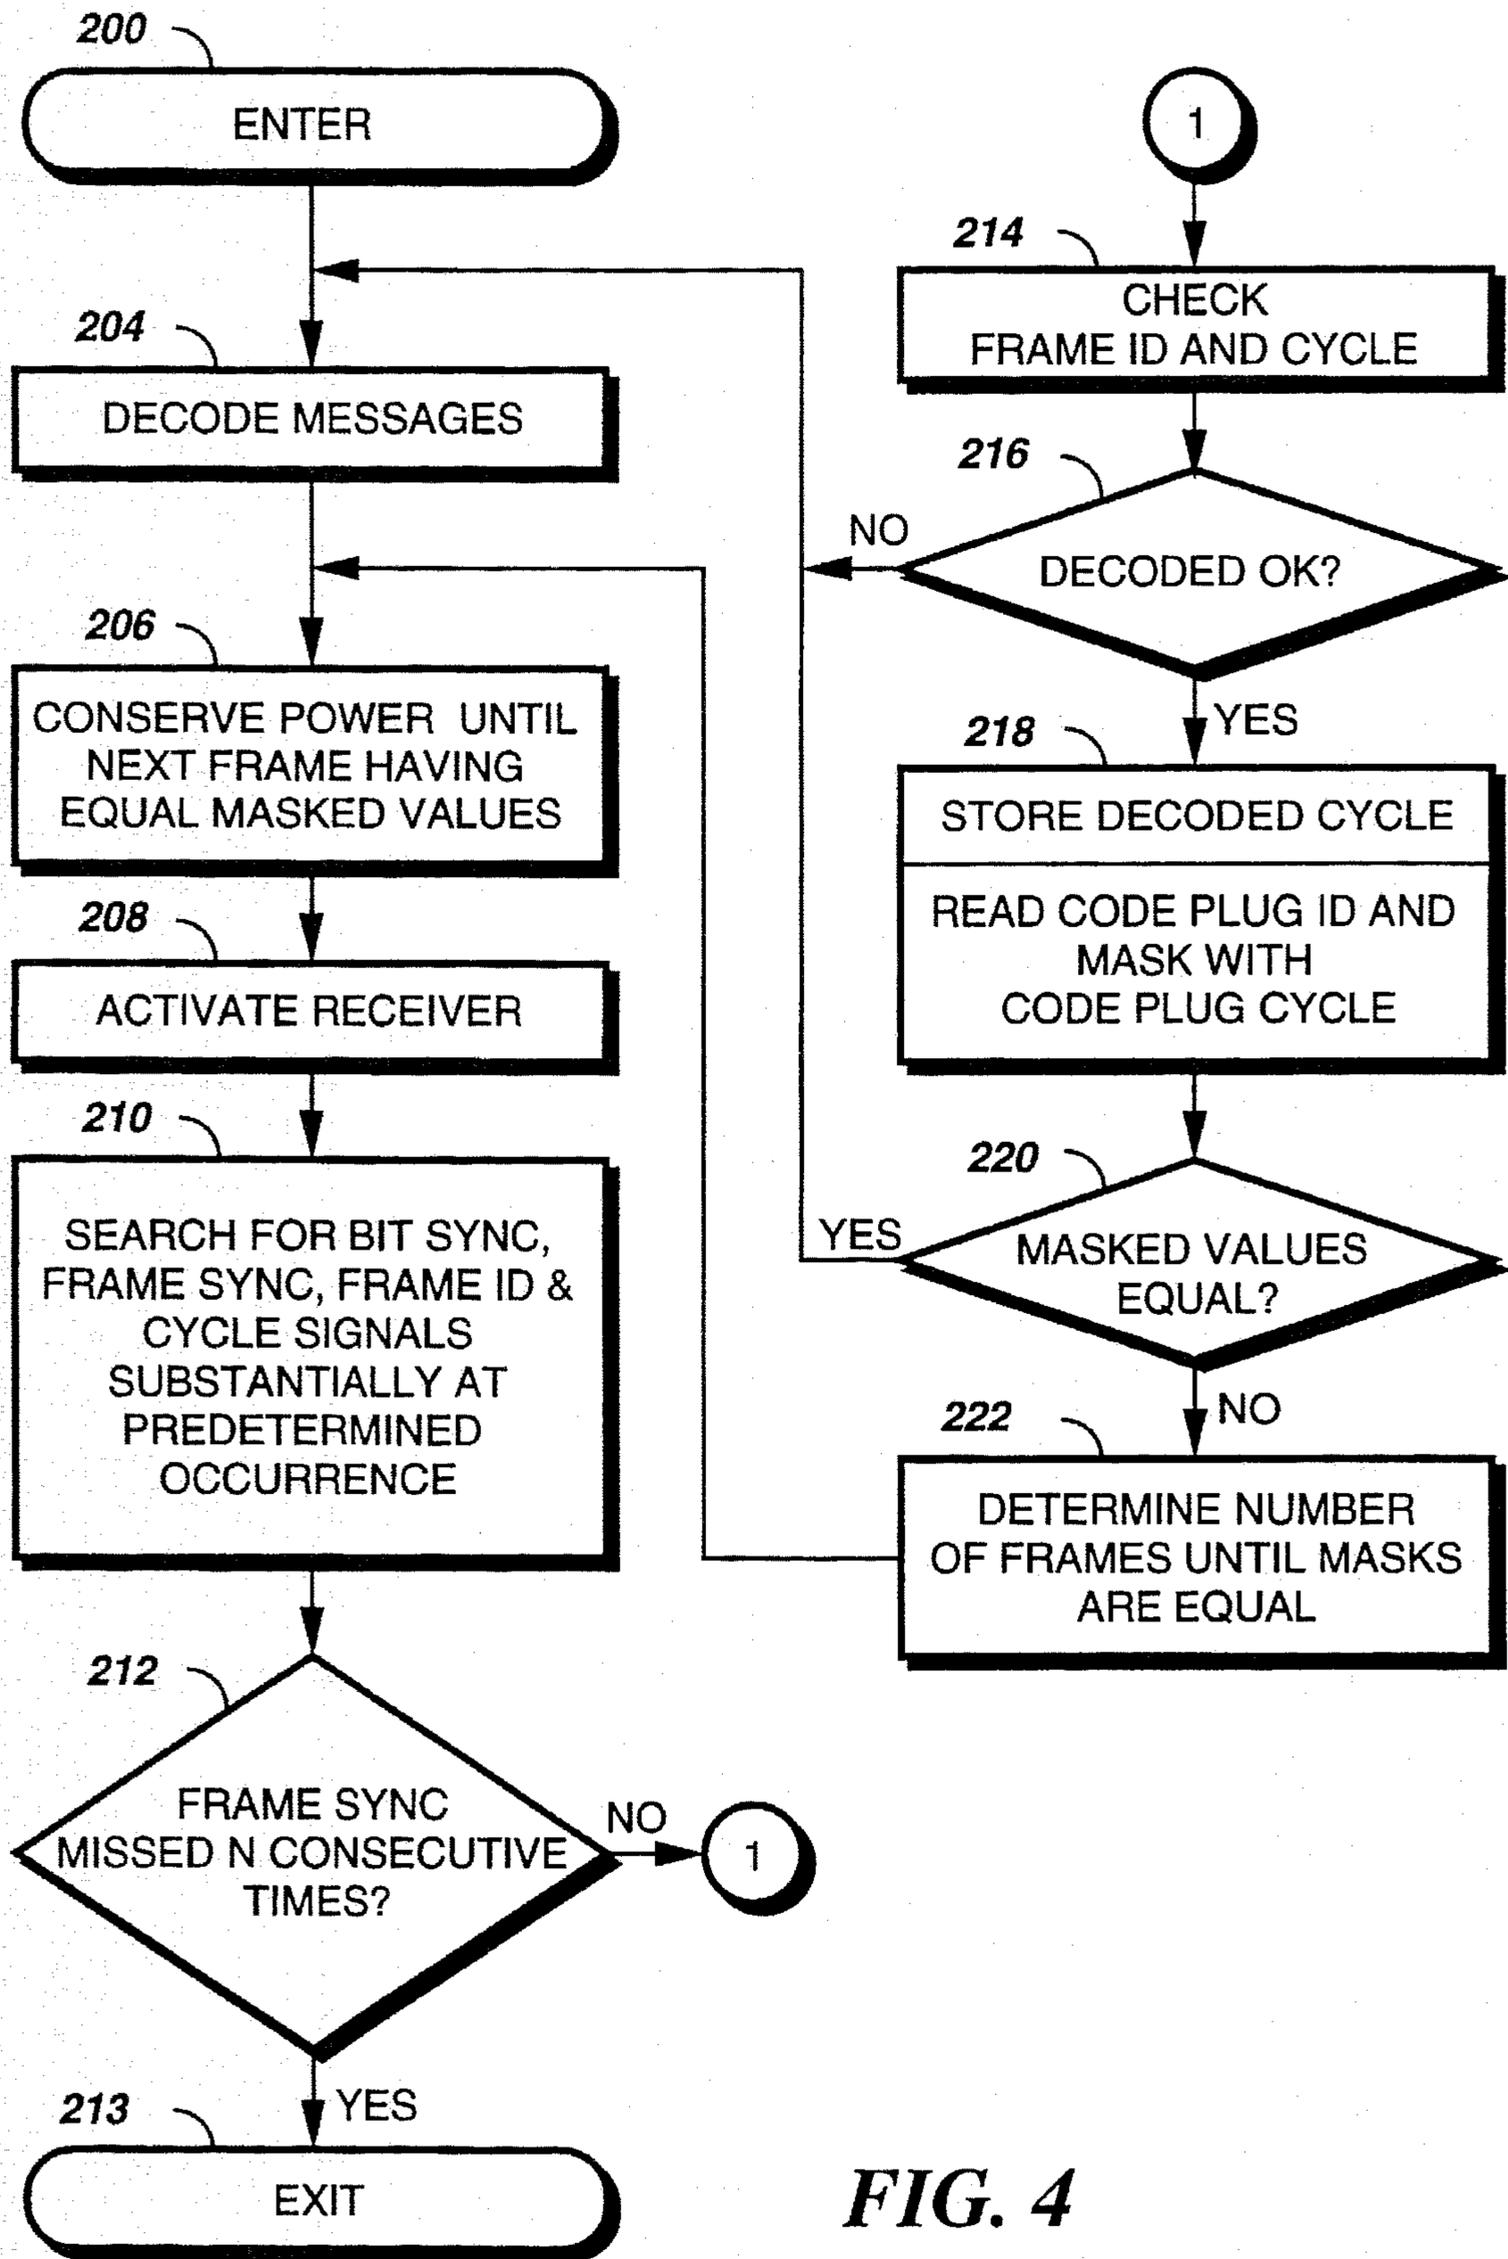 200
ENTER
204
DECODE MESSAGES
206
CONSERVE POWER UNTIL
NEXT FRAME HAVING
EQUAL MASKED VALUES
208
ACTIVATE RECEIVER
210
SEARCH FOR BIT SYNC,
FRAME SYNC, FRAME ID &
CYCLE SIGNALS
SUBSTANTIALLY AT
PREDETERMINED
OCCURRENCE
212
FRAME SYNC
MISSED N CONSECUTIVE
TIMES?
NO
1
YES
213
EXIT
1
214
CHECK
FRAME ID AND CYCLE
216
DECODED OK?
NO
YES
218
STORE DECODED CYCLE
READ CODE PLUG ID AND
MASK WITH
CODE PLUG CYCLE
220
MASKED VALUES
EQUAL?
YES
NO
222
DETERMINE NUMBER
OF FRAMES UNTIL MASKS
ARE EQUAL
FIG. 4